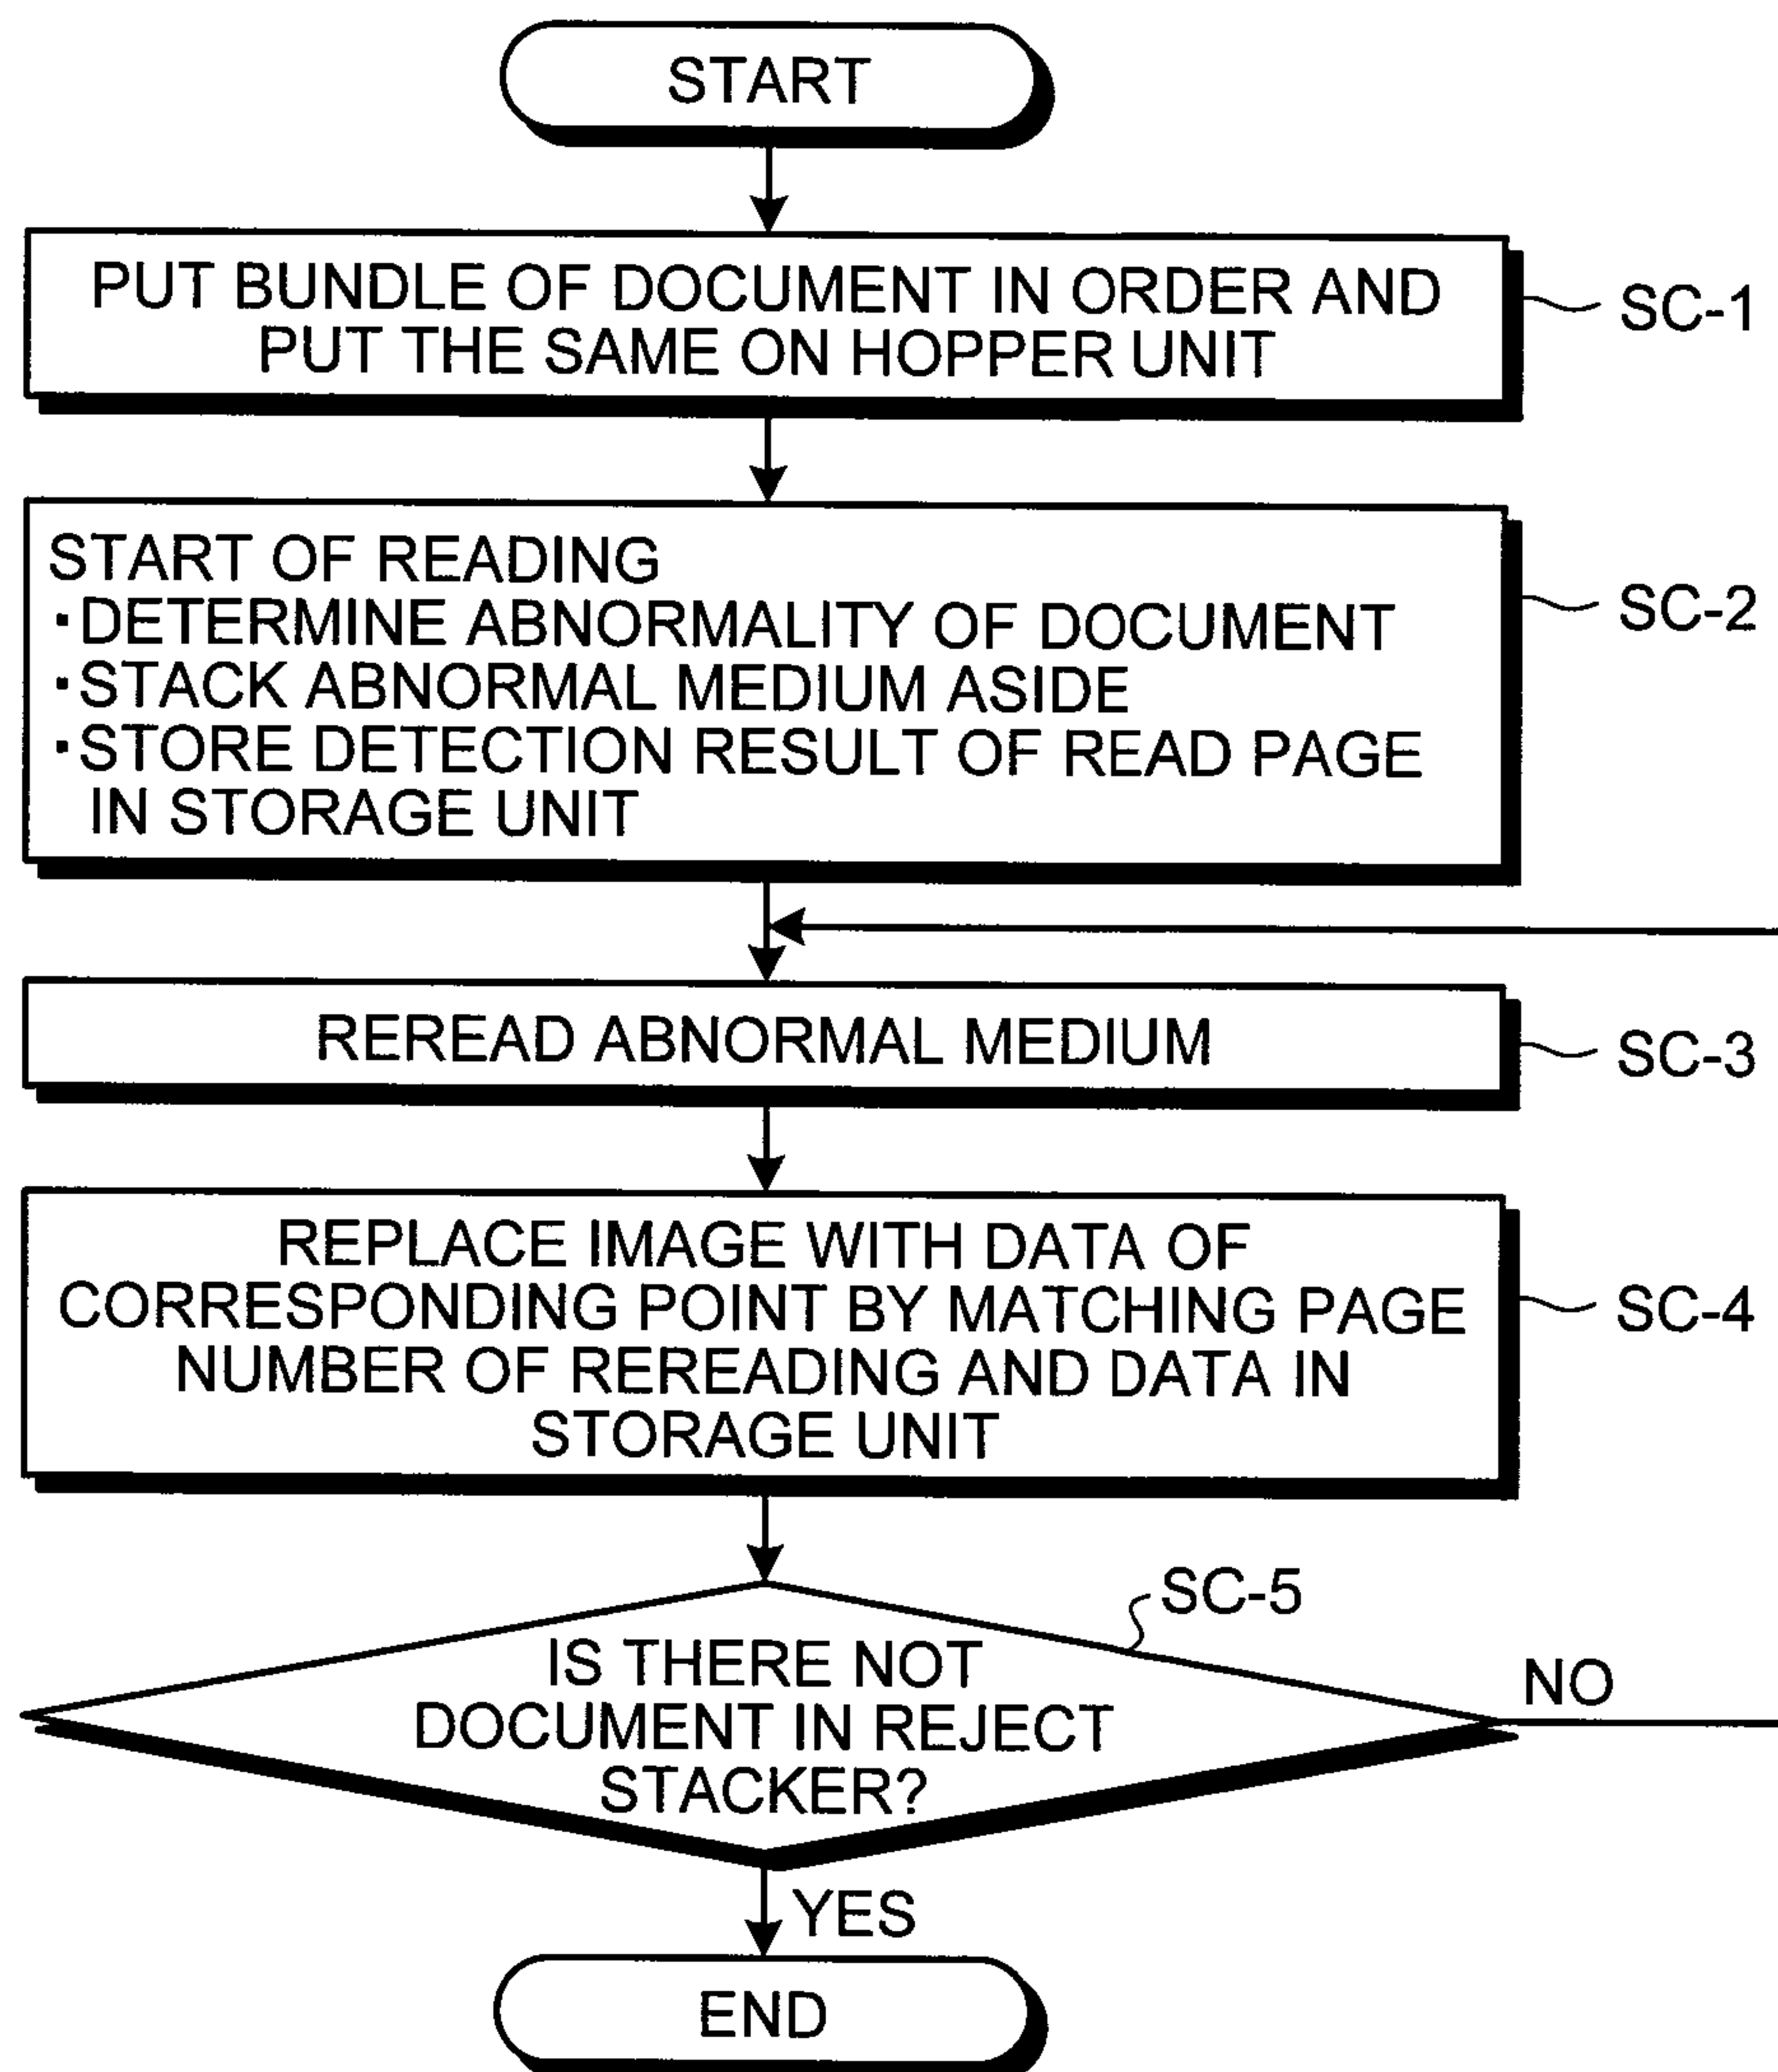 START
PUT BUNDLE OF DOCUMENT IN ORDER AND
PUT THE SAME ON HOPPER UNIT
SC-1
START OF READING
・DETERMINE ABNORMALITY OF DOCUMENT
・STACK ABNORMAL MEDIUM ASIDE
・STORE DETECTION RESULT OF READ PAGE
IN STORAGE UNIT
SC-2
REREAD ABNORMAL MEDIUM
SC-3
REPLACE IMAGE WITH DATA OF
CORRESPONDING POINT BY MATCHING PAGE
NUMBER OF REREADING AND DATA IN
STORAGE UNIT
SC-4
SC-5
IS THERE NOT
DOCUMENT IN REJECT
STACKER?
NO
YES
END